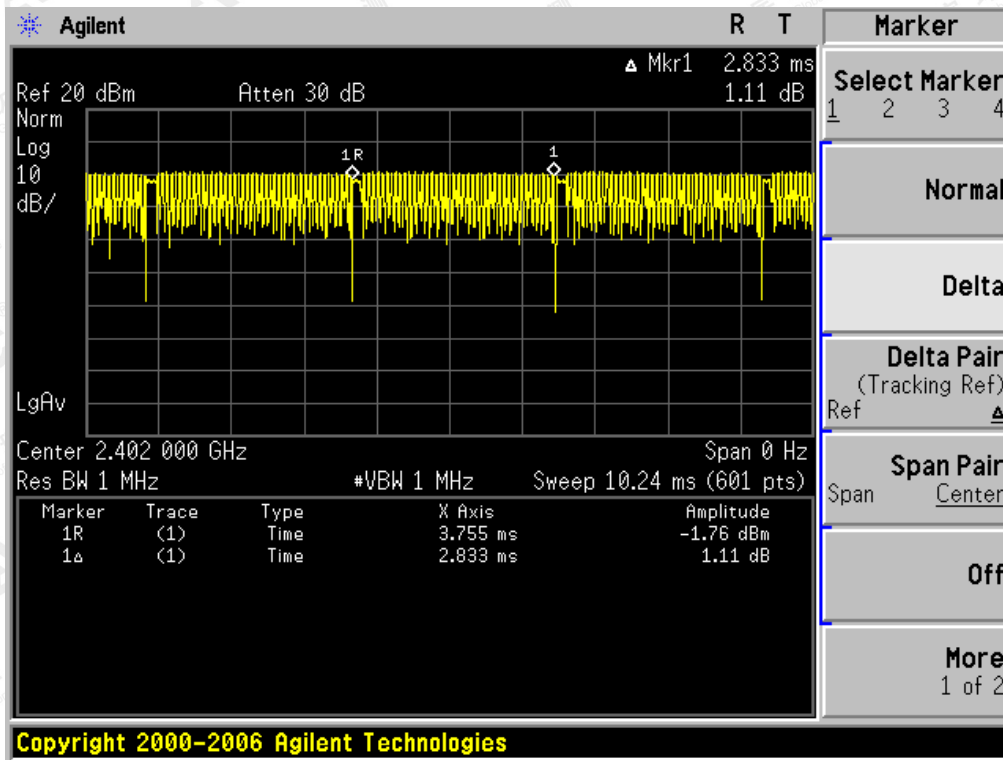 Agilent R T
Δ Mkr1 2.833 ms
Ref 20 dBm Atten 30 dB 1.11 dB
Norm
Log
10
dB/
1R 1
LgAv
Center 2.402 000 GHz Span 0 Hz
Res BW 1 MHz #VBW 1 MHz Sweep 10.24 ms (601 pts)
Marker Trace Type X Axis Amplitude
1R (1) Time 3.755 ms -1.76 dBm
1Δ (1) Time 2.833 ms 1.11 dB
Copyright 2000-2006 Agilent Technologies
Marker
Select Marker
1 2 3 4
Normal
Delta
Delta Pair
(Tracking Ref)
Ref Δ
Span Pair
Span Center
Off
More
1 of 2